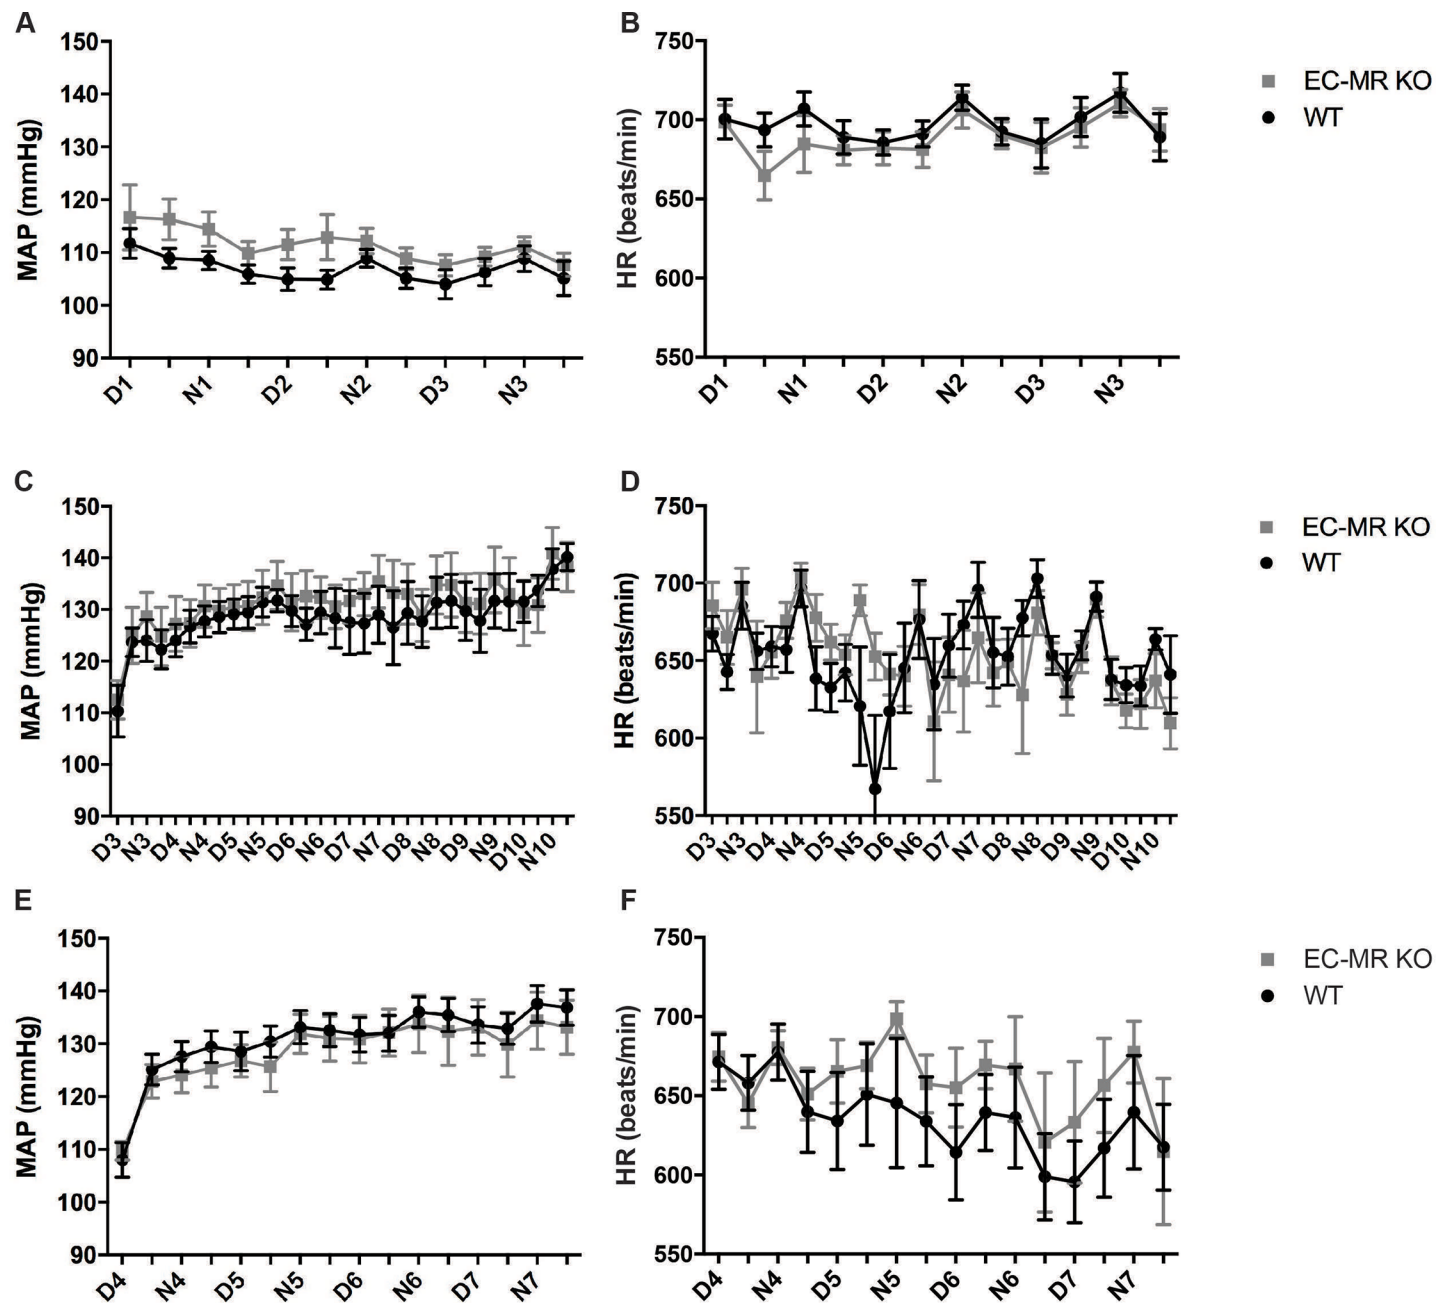 A
MAP (mmHg)
150
140
130
120
110
100
90
D1 N1 D2 N2 D3 N3
B
HR (beats/min)
750
700
650
600
550
D1 N1 D2 N2 D3 N3
EC-MR KO
WT
C
MAP (mmHg)
150
140
130
120
110
100
90
D3 N3 D4 N4 D5 N5 D6 N6 D7 N7 D8 N8 D9 N9 D10 N10
D
HR (beats/min)
750
700
650
600
550
D3 N3 D4 N4 D5 N5 D6 N6 D7 N7 D8 N8 D9 N9 D10 N10
EC-MR KO
WT
E
MAP (mmHg)
150
140
130
120
110
100
90
D4 N4 D5 N5 D6 N6 D7 N7
F
HR (beats/min)
750
700
650
600
550
D4 N4 D5 N5 D6 N6 D7 N7
EC-MR KO
WT